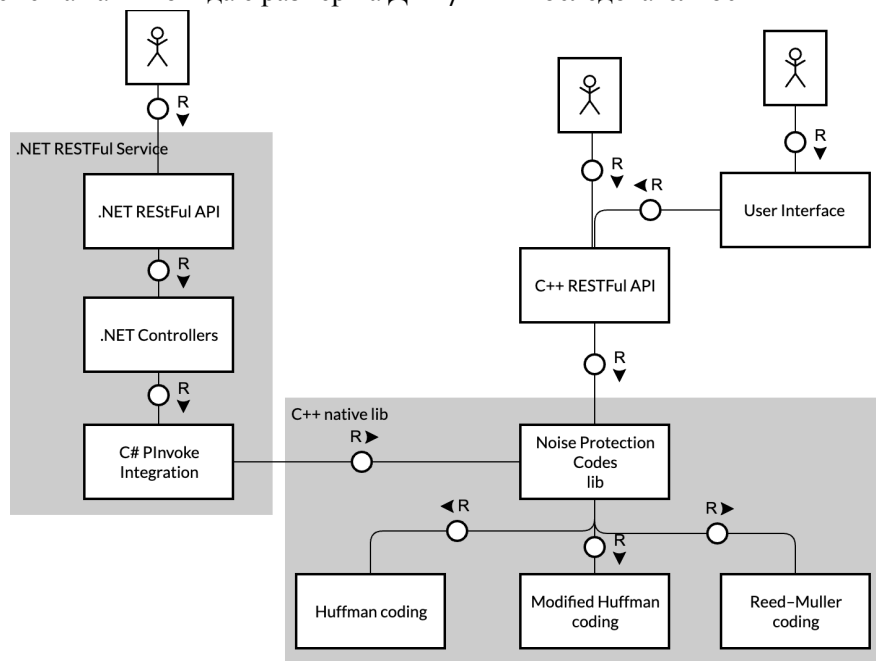 R
.NET RESTFul Service
.NET REStFul API
R
.NET Controllers
R
C# PInvoke
Integration
R
R
R
User Interface
C++ RESTFul API
R
C++ native lib
R
Noise Protection
Codes
lib
R
R
R
Huffman coding
Modified Huffman
coding
Reed–Muller
coding